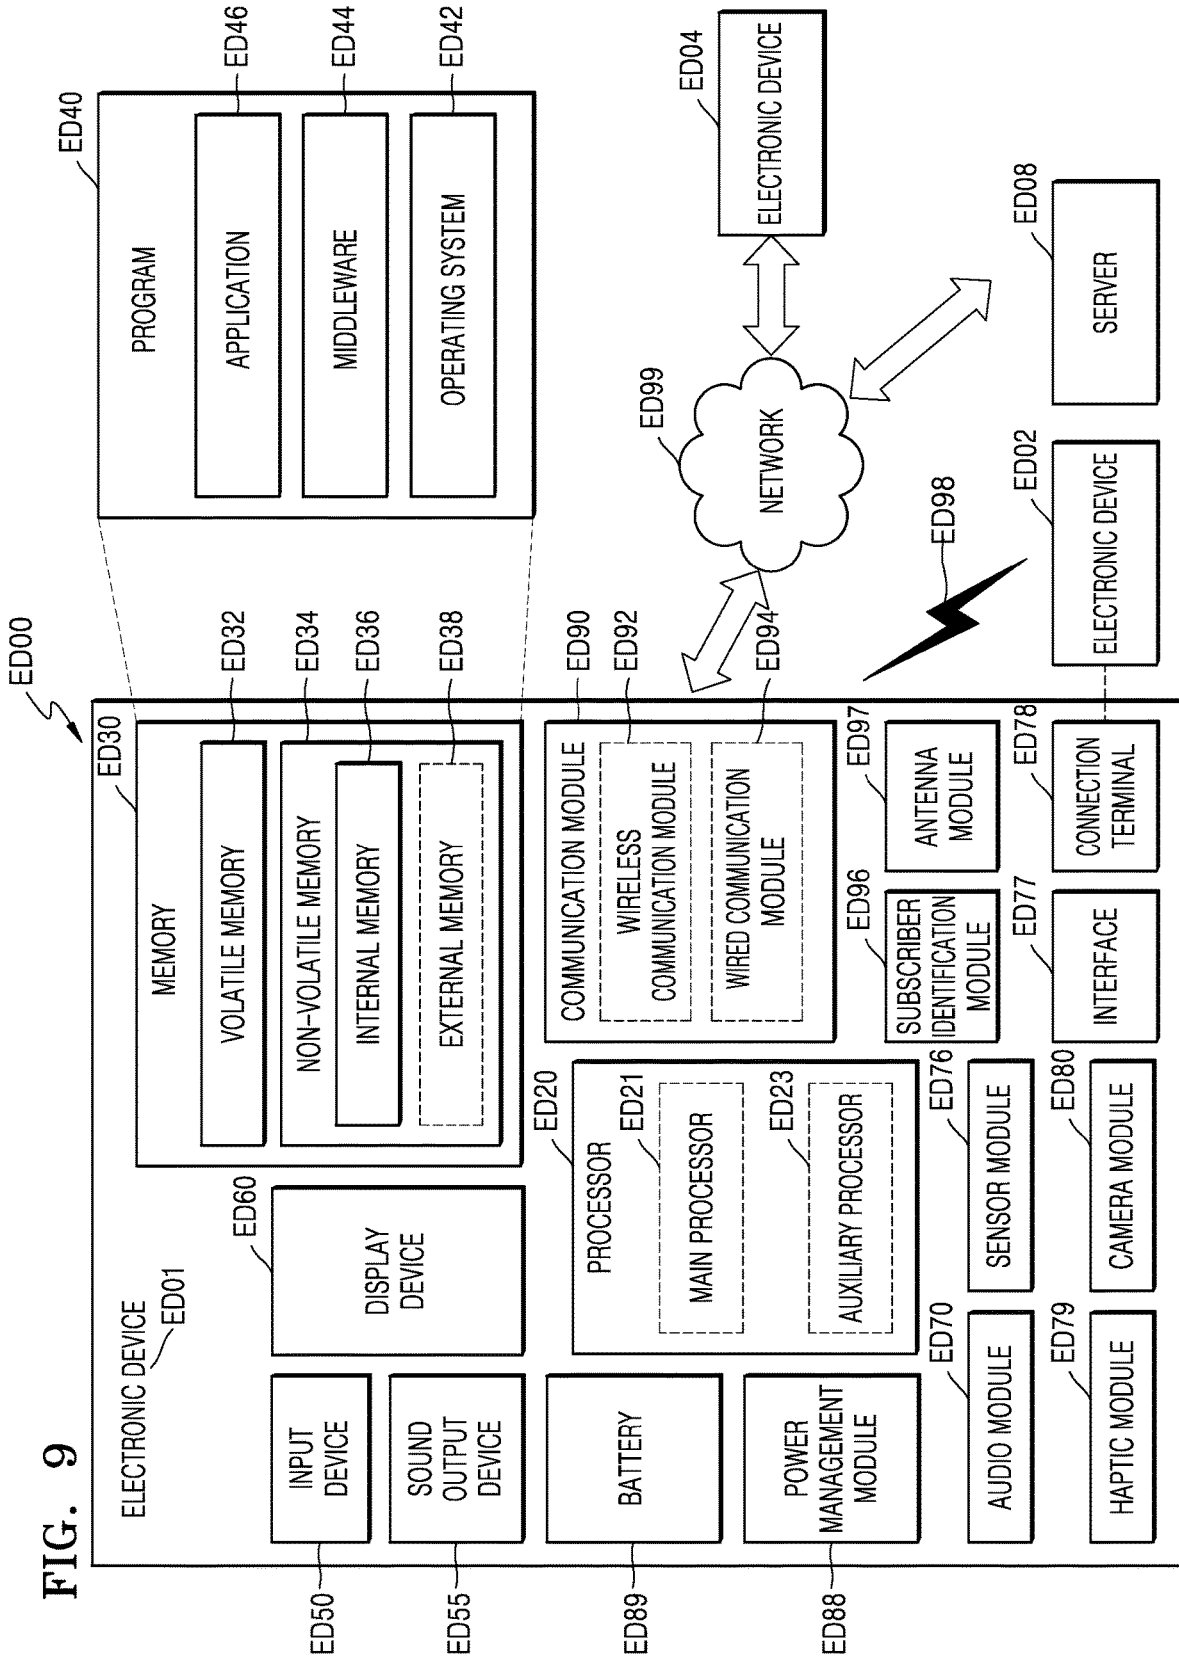 FIG. 9
ED00
ELECTRONIC DEVICE
ED01
ED30
MEMORY
VOLATILE MEMORY
ED32
NON-VOLATILE MEMORY
ED34
INTERNAL MEMORY
ED36
EXTERNAL MEMORY
ED38
ED40
PROGRAM
APPLICATION
ED46
MIDDLEWARE
ED44
OPERATING SYSTEM
ED42
ED50
INPUT
DEVICE
ED55
SOUND
OUTPUT
DEVICE
ED60
DISPLAY
DEVICE
ED89
BATTERY
ED88
POWER
MANAGEMENT
MODULE
ED20
PROCESSOR
ED21
MAIN PROCESSOR
ED23
AUXILIARY PROCESSOR
ED90
COMMUNICATION MODULE
ED92
WIRELESS
COMMUNICATION MODULE
ED94
WIRED COMMUNICATION
MODULE
ED99
NETWORK
ED04
ELECTRONIC DEVICE
ED70
AUDIO MODULE
ED76
SENSOR MODULE
ED96
SUBSCRIBER
IDENTIFICATION
MODULE
ED97
ANTENNA
MODULE
ED98
ED79
HAPTIC MODULE
ED80
CAMERA MODULE
ED77
INTERFACE
ED78
CONNECTION
TERMINAL
ED02
ELECTRONIC DEVICE
ED08
SERVER